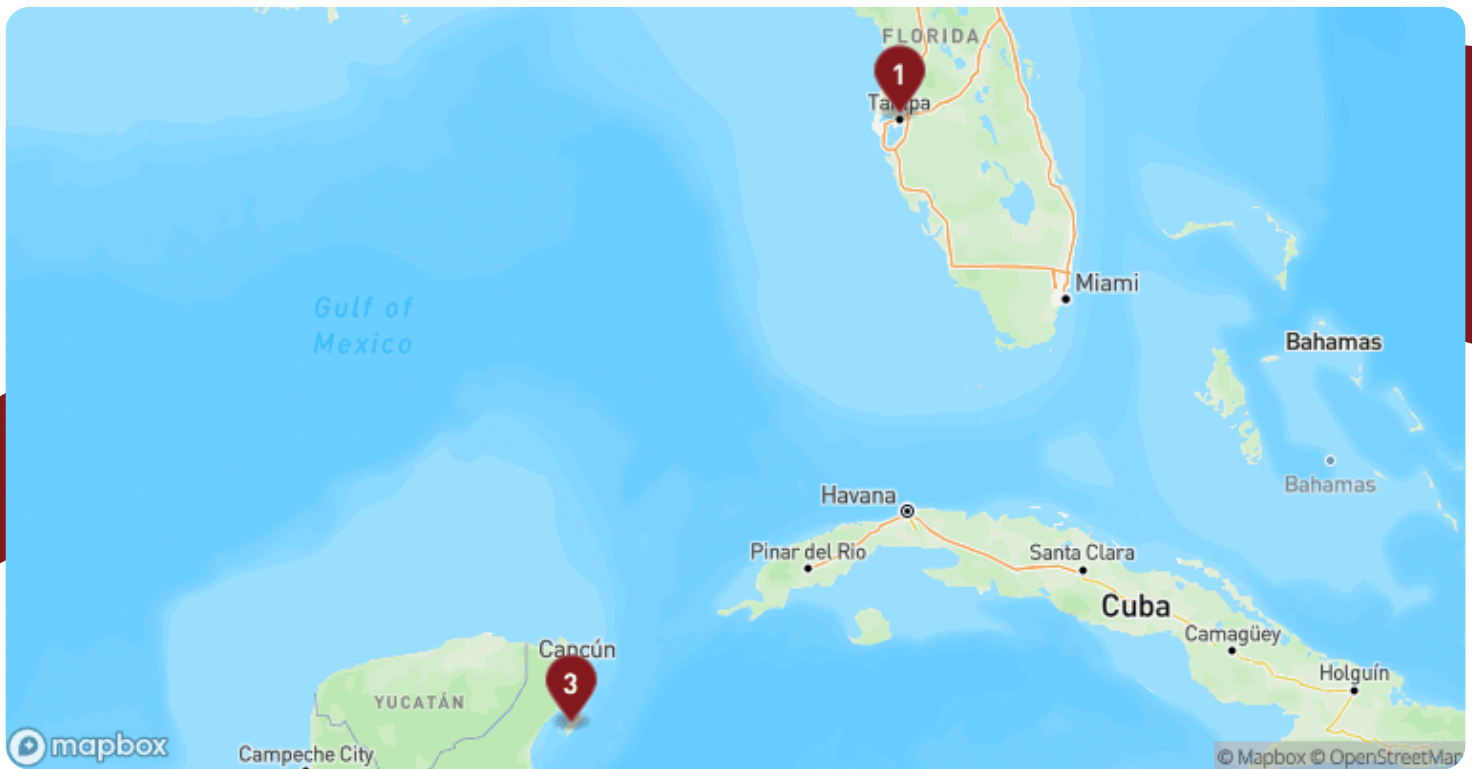 FLORIDA
1
Tampa
Miami
Gulf of
Mexico
Bahamas
Bahamas
Havana
Pinar del Rio
Santa Clara
Cuba
Camagüey
Cancún
Holguín
3
YUCATÁN
Campeche City
mapbox
© Mapbox © OpenStreetMap